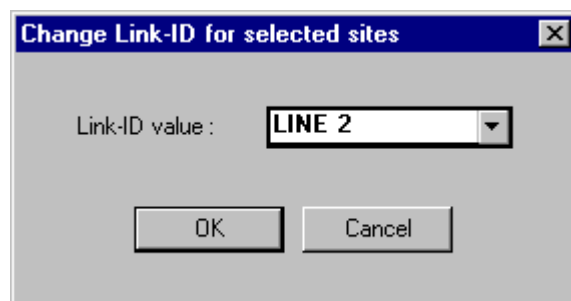 Change Link-ID for selected sites
Link-ID value :
LINE 2
OK
Cancel